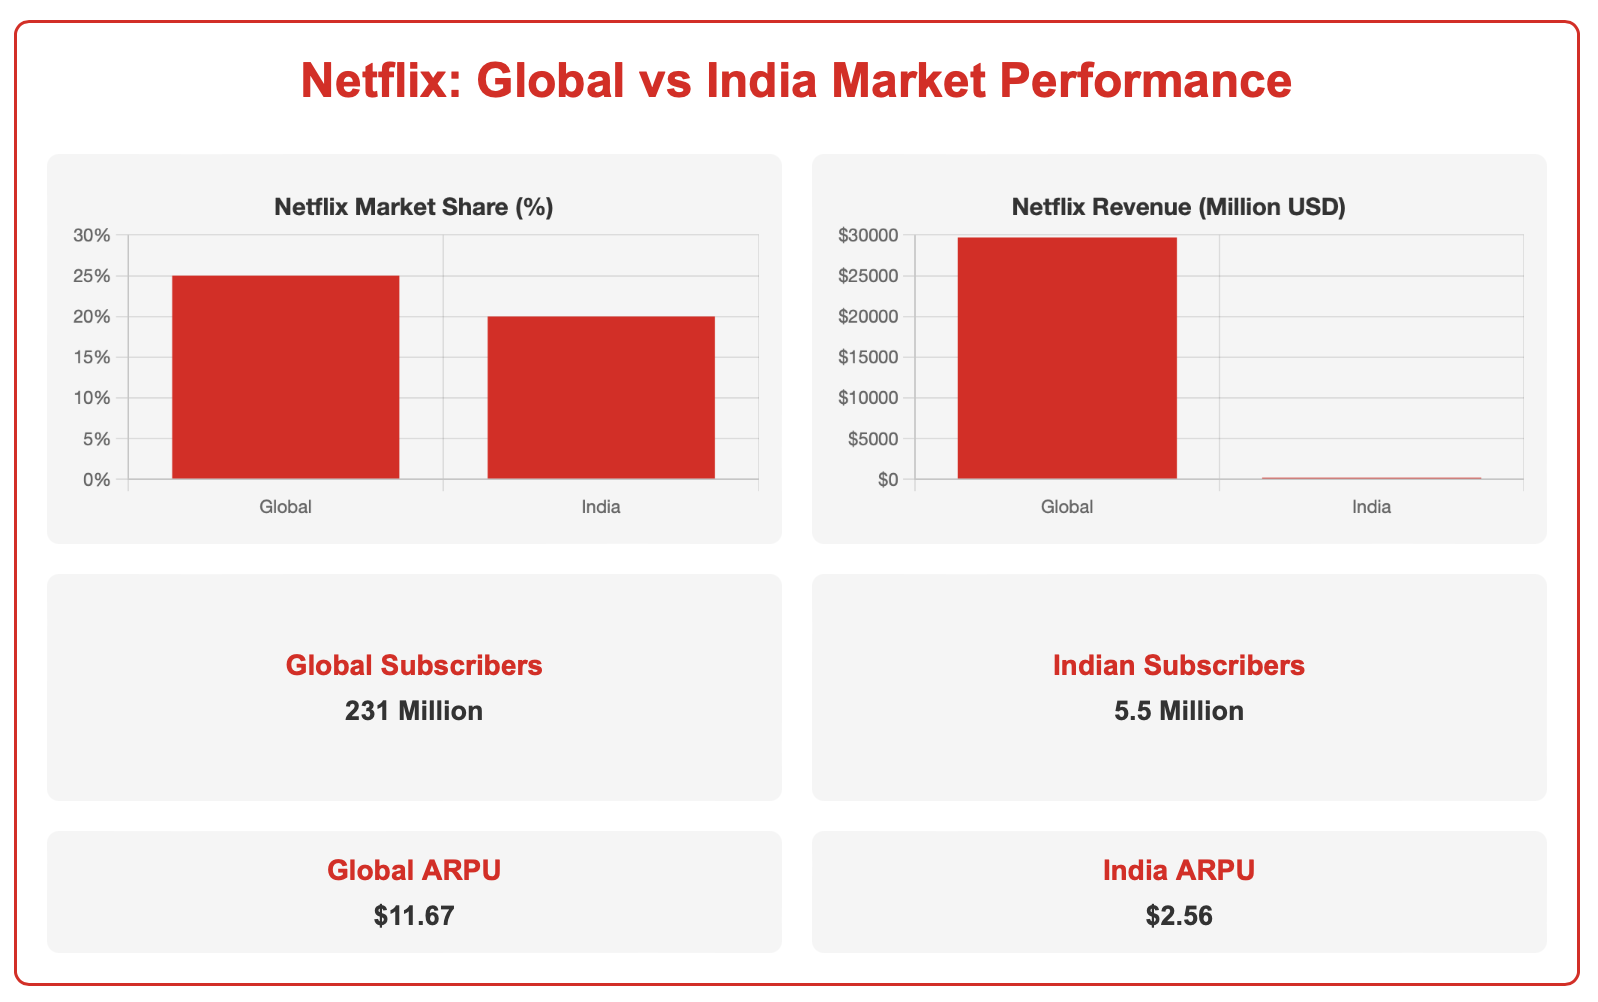 Netflix: Global vs India Market Performance
Netflix Market Share (%)
30%
25%
20%
15%
10%
5%
0%
Global
India
Netflix Revenue (Million USD)
$30000
$25000
$20000
$15000
$10000
$5000
$0
Global
India
Global Subscribers
231 Million
Indian Subscribers
5.5 Million
Global ARPU
$11.67
India ARPU
$2.56